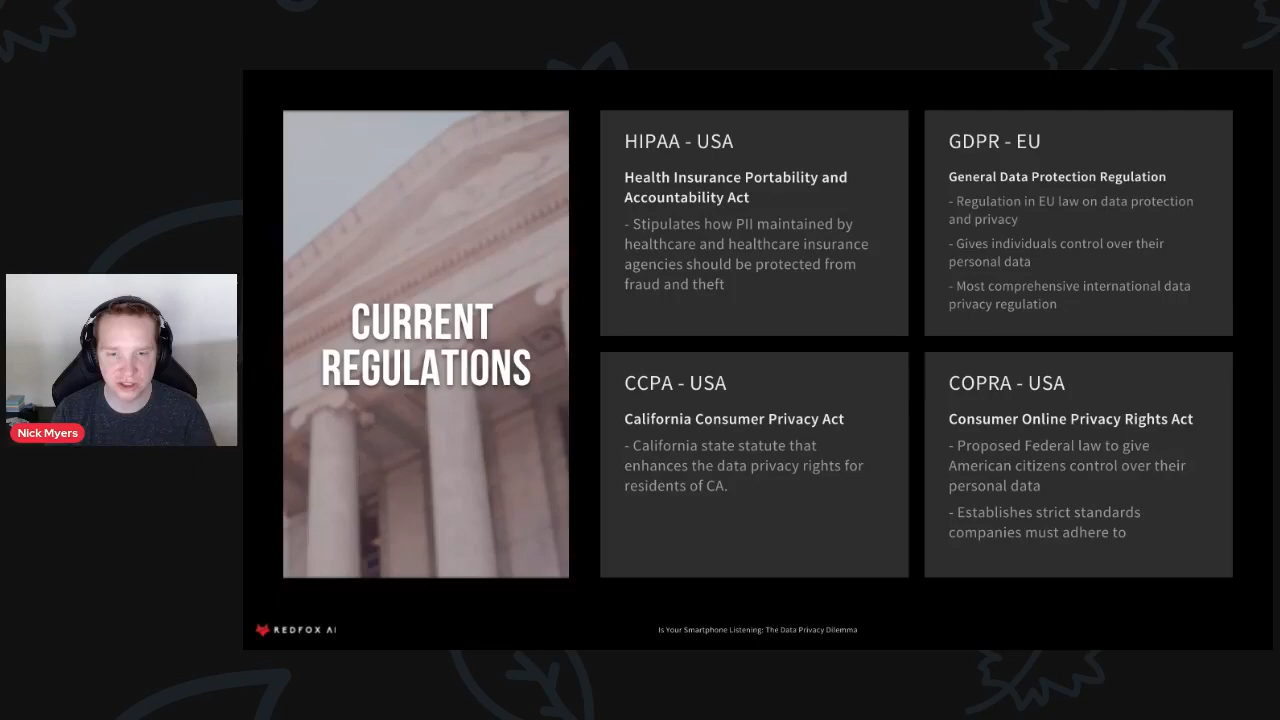 CURRENT
REGULATIONS
HIPAA - USA
Health Insurance Portability and
Accountability Act
- Stipulates how PII maintained by
healthcare and healthcare insurance
agencies should be protected from
fraud and theft
GDPR - EU
General Data Protection Regulation
- Regulation in EU law on data protection
and privacy
- Gives individuals control over their
personal data
- Most comprehensive international data
privacy regulation
CCPA - USA
California Consumer Privacy Act
- California state statute that
enhances the data privacy rights for
residents of CA.
COPRA - USA
Consumer Online Privacy Rights Act
- Proposed Federal law to give
American citizens control over their
personal data
- Establishes strict standards
companies must adhere to
Nick Myers
REDFOX AI
Is Your Smartphone Listening: The Data Privacy Dilemma